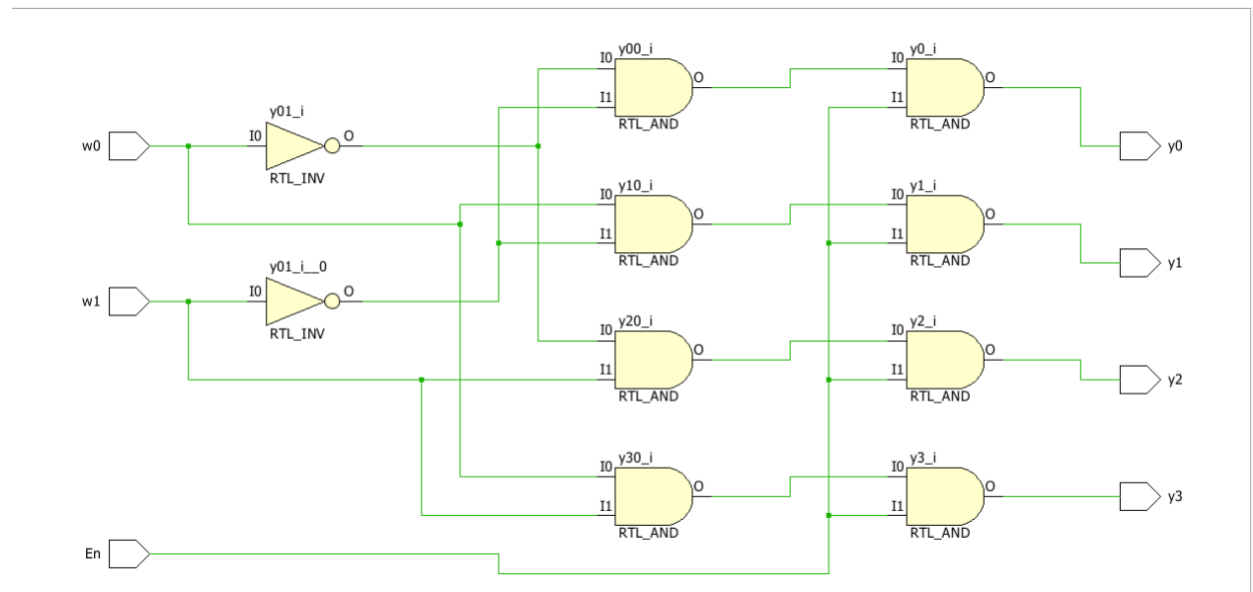 y00_i
y0_i
I0
O
I0
O
I1
I1
y01_i
RTL_AND
RTL_AND
w0
I0
O
y0
RTL_INV
y10_i
y1_i
I0
O
I0
O
I1
I1
RTL_AND
RTL_AND
y1
y01_i__0
w1
I0
O
RTL_INV
y20_i
y2_i
I0
O
I0
O
I1
I1
y2
RTL_AND
RTL_AND
y30_i
y3_i
I0
O
I0
O
y3
I1
I1
RTL_AND
RTL_AND
En